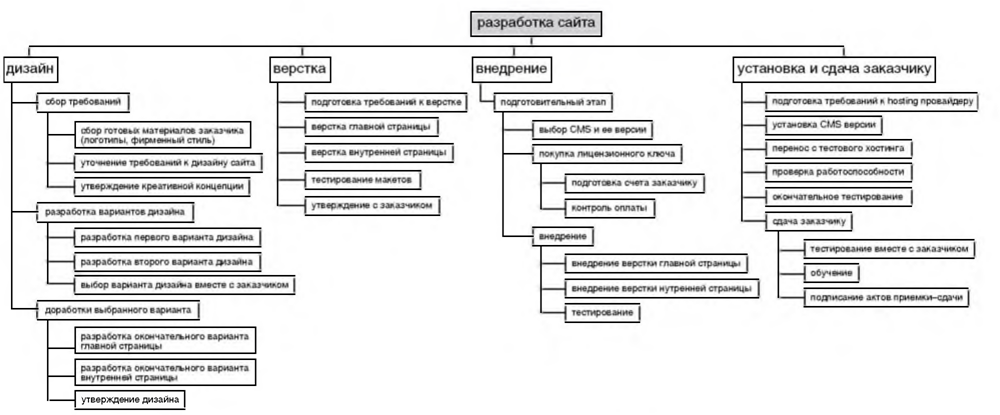 разработка сайта
дизайн
сбор требований
сбор готовых материалов заказчика
(логотипы, фирменный стиль)
уточнение требований к дизайну сайта
утверждение креативной концепции
разработка вариантов дизайна
разработка первого варианта дизайна
разработка второго варианта дизайна
выбор варианта дизайна вместе с заказчиком
доработки выбранного варианта
разработка окончательного варианта
главной страницы
разработка окончательного варианта
внутренней страницы
утверждение дизайна
верстка
подготовка требований к верстке
верстка главной страницы
верстка внутренней страницы
тестирование макетов
утверждение с заказчиком
внедрение
подготовительный этап
выбор CMS и ее версии
покупка лицензионного ключа
подготовка счета заказчику
контроль оплаты
внедрение
внедрение верстки главной страницы
внедрение верстки нутренней страницы
тестирование
установка и сдача заказчику
подготовка требований к hosting провайдеру
установка CMS версии
перенос с тестового хостинга
проверка работоспособности
окончательное тестирование
сдача заказчику
тестирование вместе с заказчиком
обучение
подписание актов приемки–сдачи